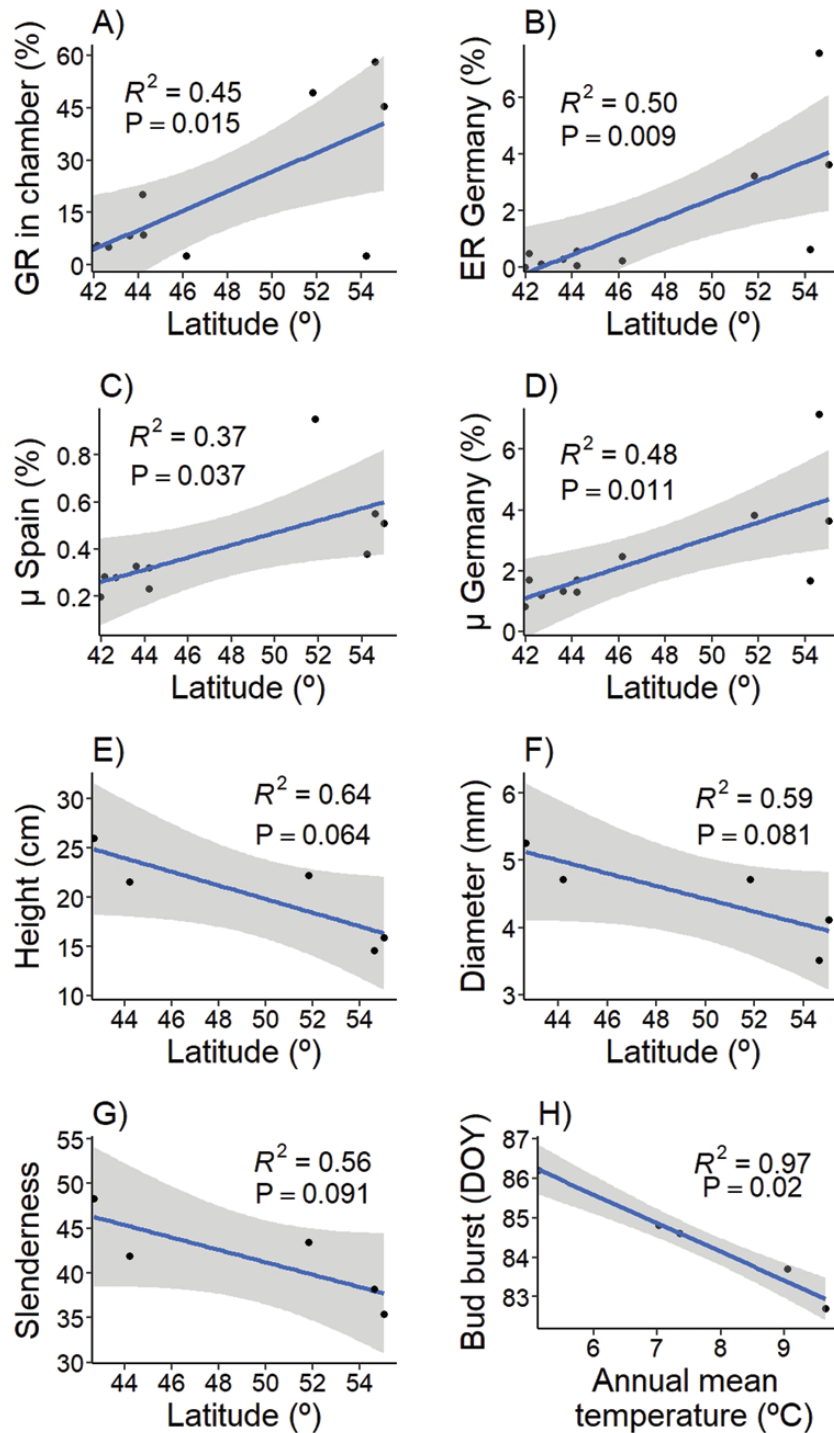 A)
R² = 0.45
P = 0.015
GR in chamber (%)
60
45
30
15
0
42 44 46 48 50 52 54
Latitude (º)
B)
R² = 0.50
P = 0.009
ER Germany (%)
6
4
2
0
42 44 46 48 50 52 54
Latitude (º)
C)
R² = 0.37
P = 0.037
µ Spain (%)
0.8
0.6
0.4
0.2
42 44 46 48 50 52 54
Latitude (º)
D)
R² = 0.48
P = 0.011
µ Germany (%)
6
4
2
0
42 44 46 48 50 52 54
Latitude (º)
E)
R² = 0.64
P = 0.064
Height (cm)
30
25
20
15
10
44 46 48 50 52 54
Latitude (º)
F)
R² = 0.59
P = 0.081
Diameter (mm)
6
5
4
3
44 46 48 50 52 54
Latitude (º)
G)
R² = 0.56
P = 0.091
Slenderness
55
50
45
40
35
30
44 46 48 50 52 54
Latitude (º)
H)
R² = 0.97
P = 0.02
Bud burst (DOY)
87
86
85
84
83
6 7 8 9
Annual mean
temperature (ºC)